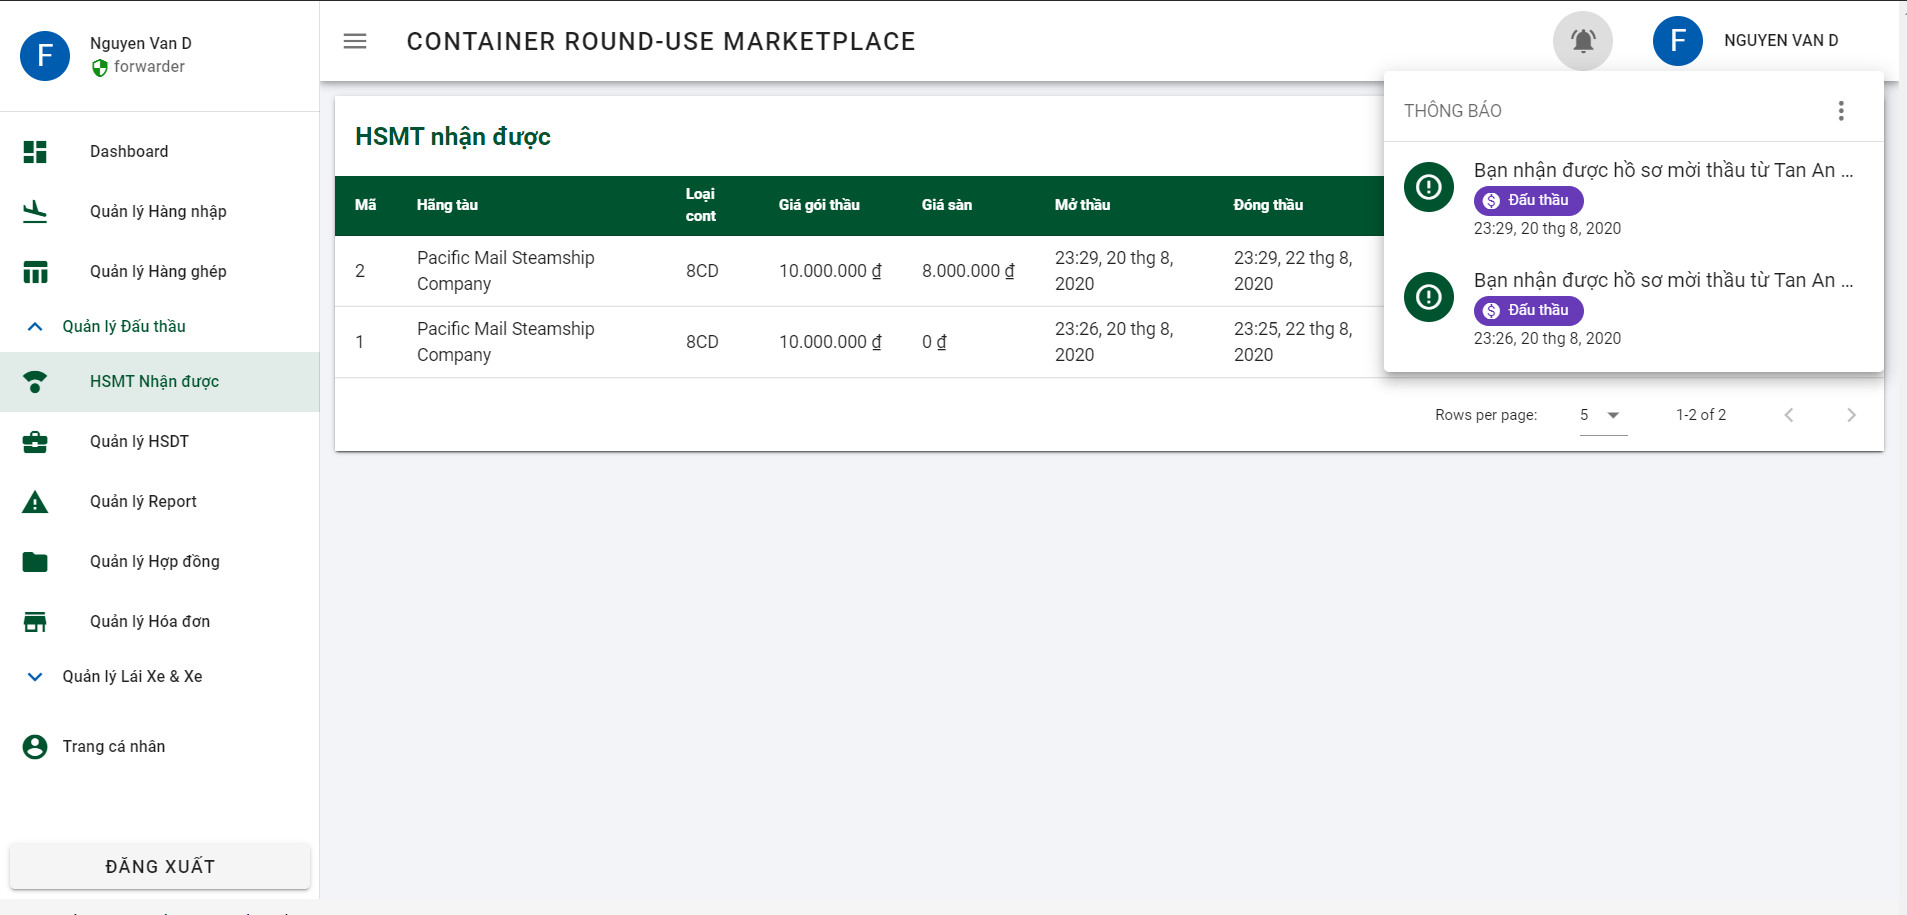 F
Nguyen Van D
forwarder
Dashboard
Quản lý Hàng nhập
Quản lý Hàng ghép
Quản lý Đấu thầu
HSMT Nhận được
Quản lý HSDT
Quản lý Report
Quản lý Hợp đồng
Quản lý Hóa đơn
Quản lý Lái Xe & Xe
Trang cá nhân
ĐĂNG XUẤT
CONTAINER ROUND-USE MARKETPLACE
F
NGUYEN VAN D
HSMT nhận được
Mã Hãng tàu Loại cont Giá gói thầu Giá sàn Mở thầu Đóng thầu
2 Pacific Mail Steamship Company 8CD 10.000.000 ₫ 8.000.000 ₫ 23:29, 20 thg 8, 2020 23:29, 22 thg 8, 2020
1 Pacific Mail Steamship Company 8CD 10.000.000 ₫ 0 ₫ 23:26, 20 thg 8, 2020 23:25, 22 thg 8, 2020
Rows per page: 5 1-2 of 2
THÔNG BÁO
Bạn nhận được hồ sơ mời thầu từ Tan An ...
Đấu thầu
23:29, 20 thg 8, 2020
Bạn nhận được hồ sơ mời thầu từ Tan An ...
Đấu thầu
23:26, 20 thg 8, 2020